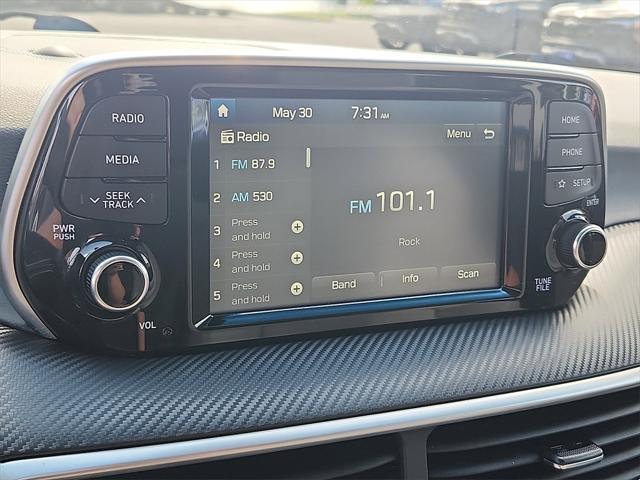 May 30 7:31 AM
Radio Menu
1 FM 87.9
2 AM 530
3 Press and hold
4 Press and hold
5 Press and hold
FM 101.1
Rock
Band Info Scan
RADIO
MEDIA
SEEK
TRACK
PWR
PUSH
VOL
HOME
PHONE
SETUP
ENTER
TUNE
FILE